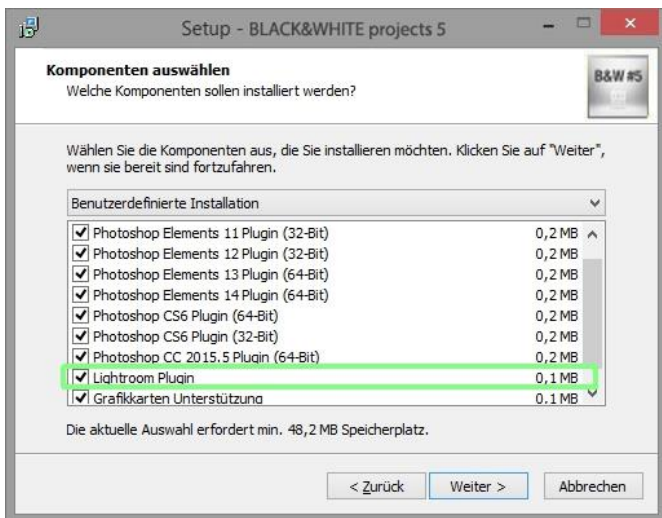 Setup - BLACK&WHITE projects 5
Komponenten auswählen
Welche Komponenten sollen installiert werden?
B&W #5
Wählen Sie die Komponenten aus, die Sie installieren möchten. Klicken Sie auf "Weiter",
wenn sie bereit sind fortzufahren.
Benutzerdefinierte Installation
Photoshop Elements 11 Plugin (32-Bit) 0,2 MB
Photoshop Elements 12 Plugin (32-Bit) 0,2 MB
Photoshop Elements 13 Plugin (64-Bit) 0,2 MB
Photoshop Elements 14 Plugin (64-Bit) 0,2 MB
Photoshop CS6 Plugin (64-Bit) 0,2 MB
Photoshop CS6 Plugin (32-Bit) 0,2 MB
Photoshop CC 2015.5 Plugin (64-Bit) 0,2 MB
Lightroom Plugin 0,1 MB
Grafikkarten Unterstützung 0,1 MB
Die aktuelle Auswahl erfordert min. 48,2 MB Speicherplatz.
< Zurück Weiter > Abbrechen